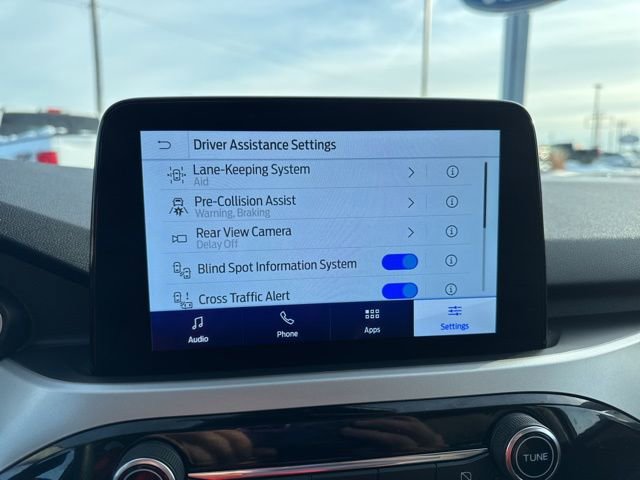 Driver Assistance Settings
Lane-Keeping System
Aid
Pre-Collision Assist
Warning, Braking
Rear View Camera
Delay Off
Blind Spot Information System
Cross Traffic Alert
Audio
Phone
Apps
Settings
TUNE